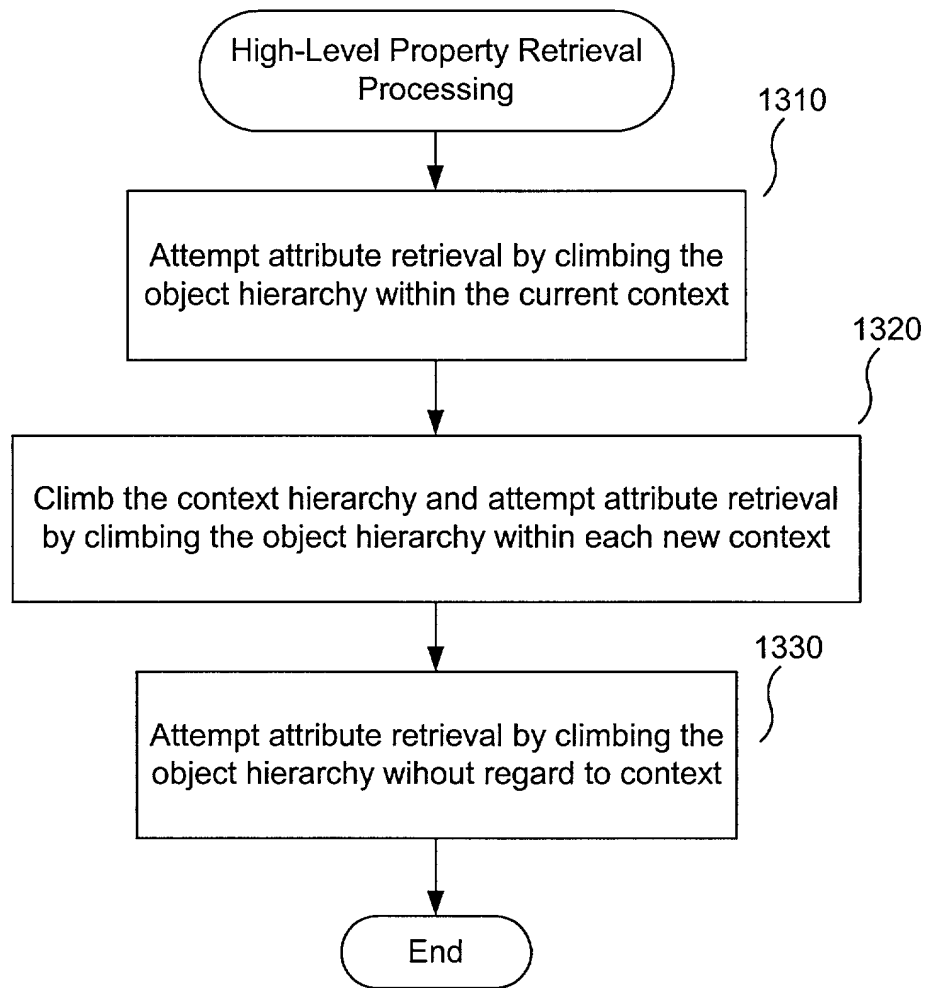 High-Level Property Retrieval
Processing
1310
Attempt attribute retrieval by climbing the
object hierarchy within the current context
1320
Climb the context hierarchy and attempt attribute retrieval
by climbing the object hierarchy within each new context
1330
Attempt attribute retrieval by climbing the
object hierarchy wihout regard to context
End